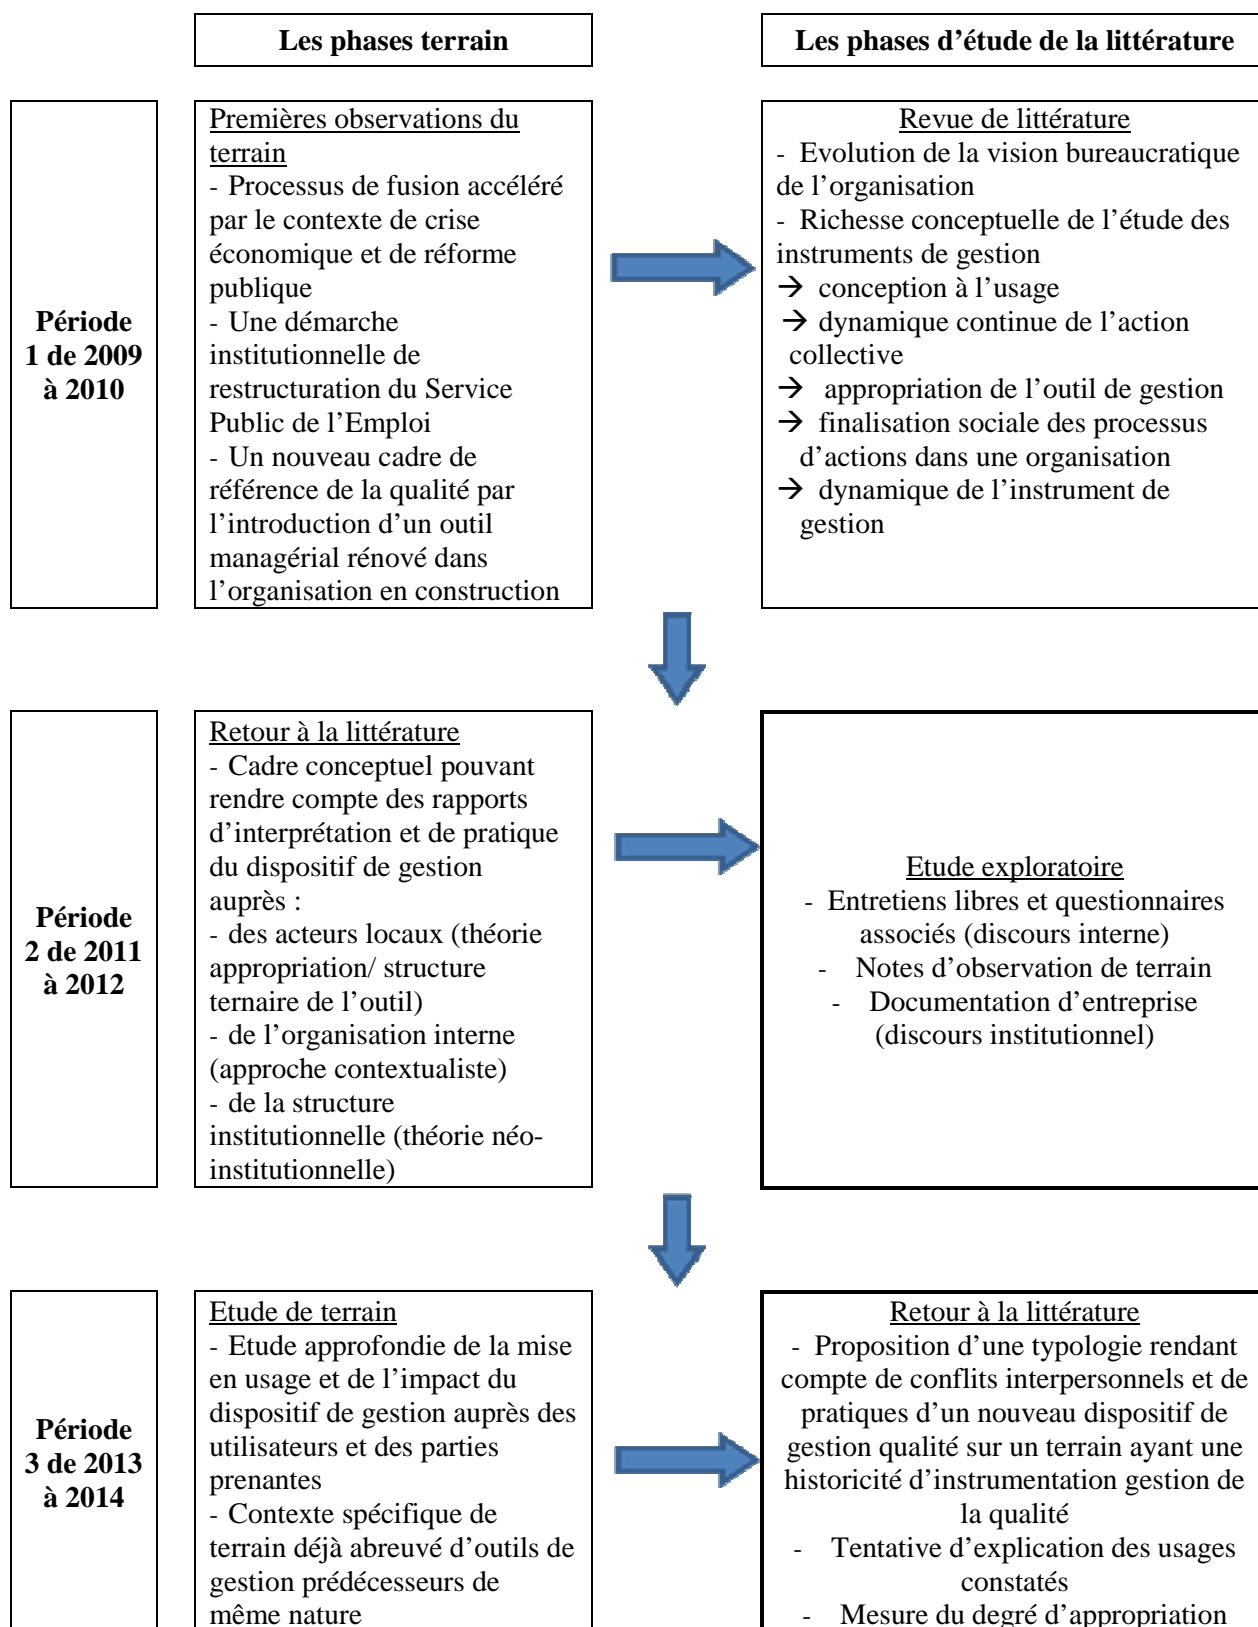 Les phases terrain
Les phases d’étude de la littérature
Période
1 de 2009
à 2010
Premières observations du
terrain
- Processus de fusion accéléré
par le contexte de crise
économique et de réforme
publique
- Une démarche
institutionnelle de
restructuration du Service
Public de l’Emploi
- Un nouveau cadre de
référence de la qualité par
l’introduction d’un outil
managérial rénové dans
l’organisation en construction
Revue de littérature
- Evolution de la vision bureaucratique
de l’organisation
- Richesse conceptuelle de l’étude des
instruments de gestion
→ conception à l’usage
→ dynamique continue de l’action
collective
→ appropriation de l’outil de gestion
→ finalisation sociale des processus
d’actions dans une organisation
→ dynamique de l’instrument de
gestion
Période
2 de 2011
à 2012
Retour à la littérature
- Cadre conceptuel pouvant
rendre compte des rapports
d’interprétation et de pratique
du dispositif de gestion
auprès :
- des acteurs locaux (théorie
appropriation/ structure
ternaire de l’outil)
- de l’organisation interne
(approche contextualiste)
- de la structure
institutionnelle (théorie néo-
institutionnelle)
Etude exploratoire
- Entretiens libres et questionnaires
associés (discours interne)
- Notes d’observation de terrain
- Documentation d’entreprise
(discours institutionnel)
Période
3 de 2013
à 2014
Etude de terrain
- Etude approfondie de la mise
en usage et de l’impact du
dispositif de gestion auprès des
utilisateurs et des parties
prenantes
- Contexte spécifique de
terrain déjà abreuvé d’outils de
gestion prédécesseurs de
même nature
Retour à la littérature
- Proposition d’une typologie rendant
compte de conflits interpersonnels et de
pratiques d’un nouveau dispositif de
gestion qualité sur un terrain ayant une
historicité d’instrumentation gestion de
la qualité
- Tentative d’explication des usages
constatés
- Mesure du degré d’appropriation